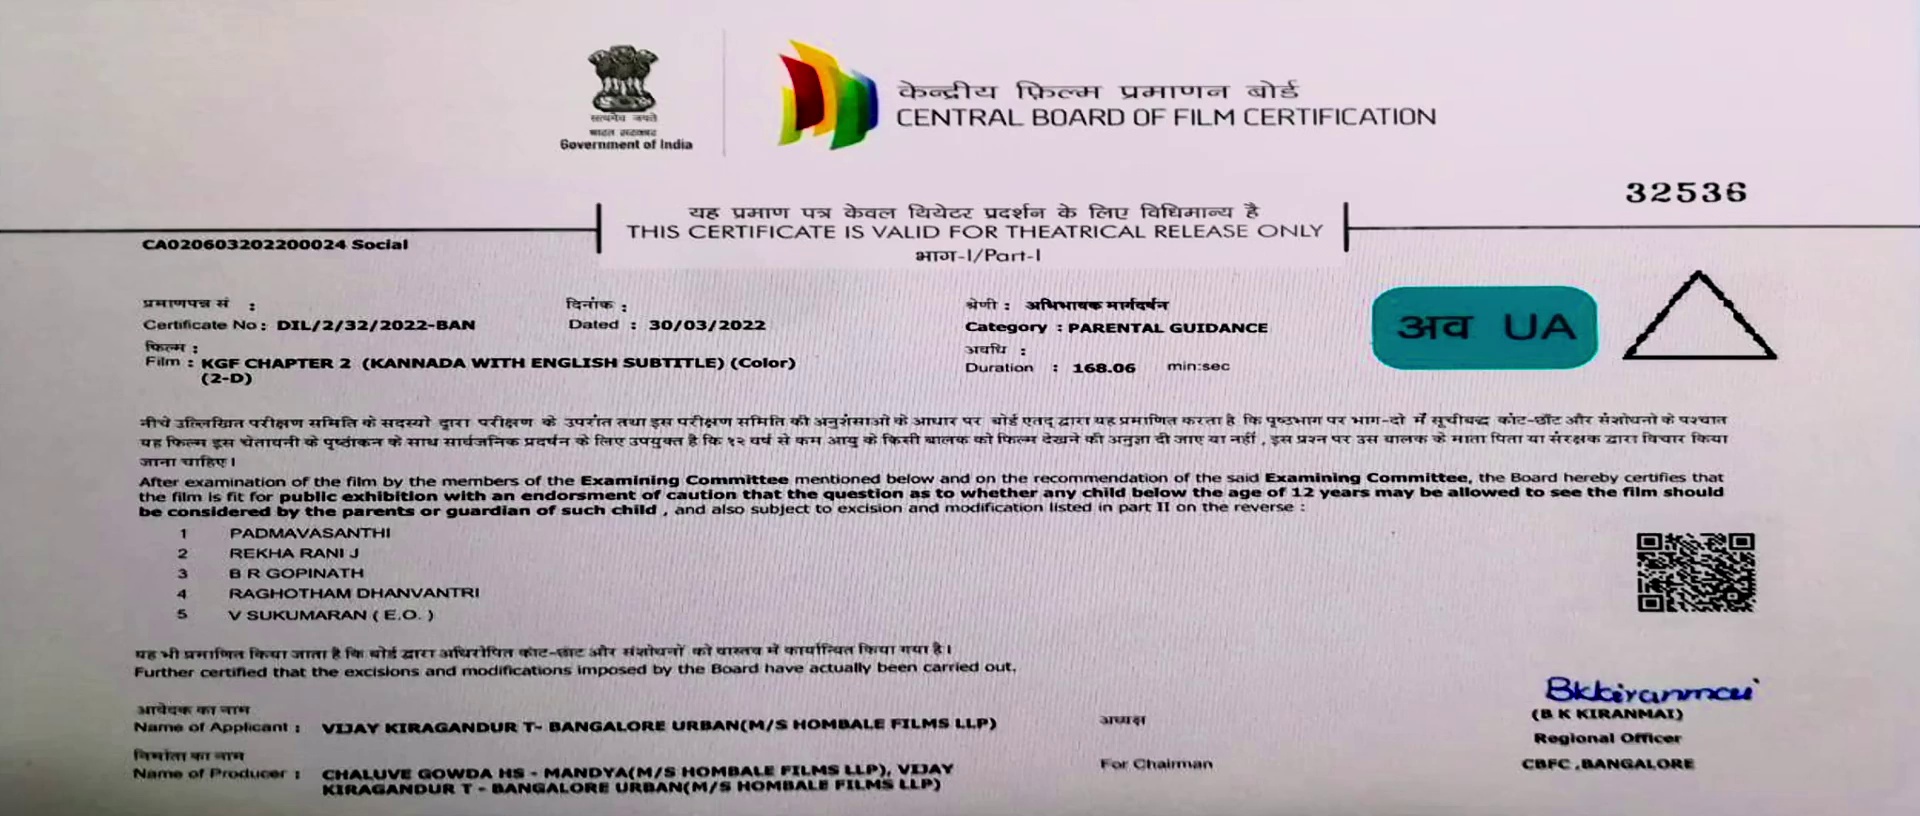 सत्यमेव जयते
भारत सरकार
Government of India
केन्द्रीय फ़िल्म प्रमाणन बोर्ड
CENTRAL BOARD OF FILM CERTIFICATION
32536
यह प्रमाण पत्र केवल थियेटर प्रदर्शन के लिए विधिमान्य है
THIS CERTIFICATE IS VALID FOR THEATRICAL RELEASE ONLY
भाग-I/Part-I
CA020603202200024 Social
प्रमाणपत्र सं :
दिनांक :
श्रेणी : अभिभावक मार्गदर्शन
Certificate No : DIL/2/32/2022-BAN
Dated : 30/03/2022
Category : PARENTAL GUIDANCE
अव UA
फिल्म :
अवधि :
Film : KGF CHAPTER 2 (KANNADA WITH ENGLISH SUBTITLE) (Color)
(2-D)
Duration : 168.06 min:sec
नीचे उल्लिखित परीक्षण समिति के सदस्यो द्वारा परीक्षण के उपरांत तथा इस परीक्षण समिति की अनुशंसाओ के आधार पर बोर्ड एतद् द्वारा यह प्रमाणित करता है कि पृष्ठभाग पर भाग-दो में सूचीबद्ध कांट-छाँट और संशोधनो के पश्चात
यह फिल्म इस चेतावनी के पृष्ठांकन के साथ सार्वजनिक प्रदर्शन के लिए उपयुक्त है कि १२ वर्ष से कम आयु के किसी बालक को फिल्म देखने की अनुज्ञा दी जाए या नहीं , इस प्रश्न पर उस बालक के माता पिता या संरक्षक द्वारा विचार किया
जाना चाहिए।
After examination of the film by the members of the Examining Committee mentioned below and on the recommendation of the said Examining Committee, the Board hereby certifies that
the film is fit for public exhibition with an endorsment of caution that the question as to whether any child below the age of 12 years may be allowed to see the film should
be considered by the parents or guardian of such child , and also subject to excision and modification listed in part II on the reverse :
1 PADMAVASANTHI
2 REKHA RANI J
3 B R GOPINATH
4 RAGHOTHAM DHANVANTRI
5 V SUKUMARAN ( E.O. )
यह भी प्रमाणित किया जाता है कि बोर्ड द्वारा अधिरोपित कांट-छांट और संशोधनों को वास्तव में कार्यान्वित किया गया है।
Further certified that the excisions and modifications imposed by the Board have actually been carried out.
आवेदक का नाम
Name of Applicant : VIJAY KIRAGANDUR T- BANGALORE URBAN(M/S HOMBALE FILMS LLP)
निर्माता का नाम
Name of Producer : CHALUVE GOWDA HS - MANDYA(M/S HOMBALE FILMS LLP), VIJAY
KIRAGANDUR T - BANGALORE URBAN(M/S HOMBALE FILMS LLP)
अध्यक्ष
For Chairman
Bkkiranmai
(B K KIRANMAI)
Regional Officer
CBFC ,BANGALORE